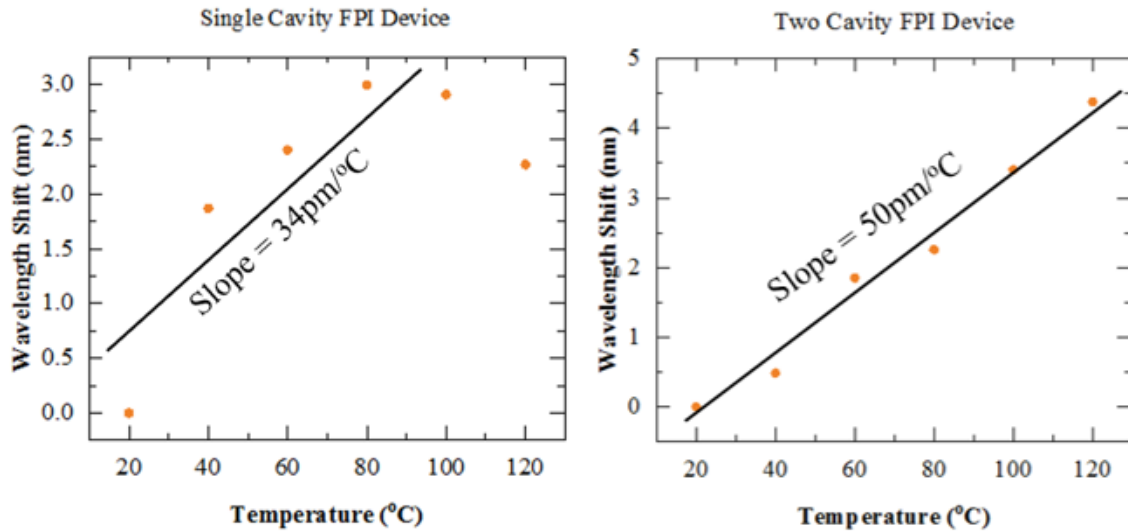 Single Cavity FPI Device
Wavelength Shift (nm)
3.0
2.5
2.0
1.5
1.0
0.5
0.0
Slope = 34pm/°C
20 40 60 80 100 120
Temperature (°C)
Two Cavity FPI Device
Wavelength Shift (nm)
5
4
3
2
1
0
Slope = 50pm/°C
20 40 60 80 100 120
Temperature (°C)